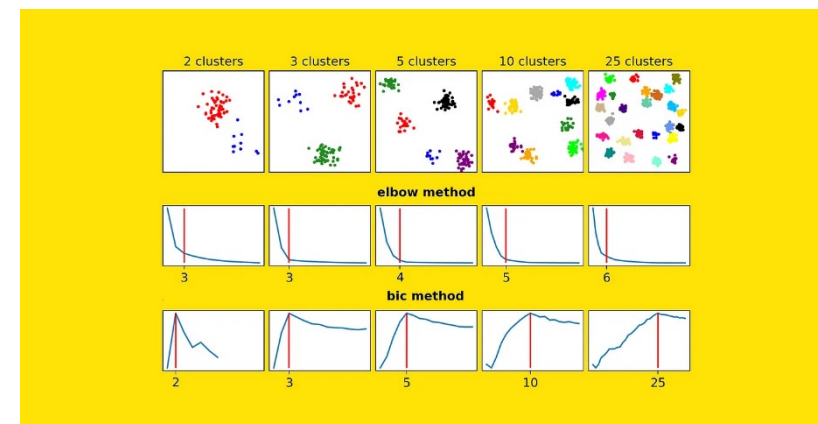 2 clusters 3 clusters 5 clusters 10 clusters 25 clusters
elbow method
3 3 4 5 6
bic method
2 3 5 10 25